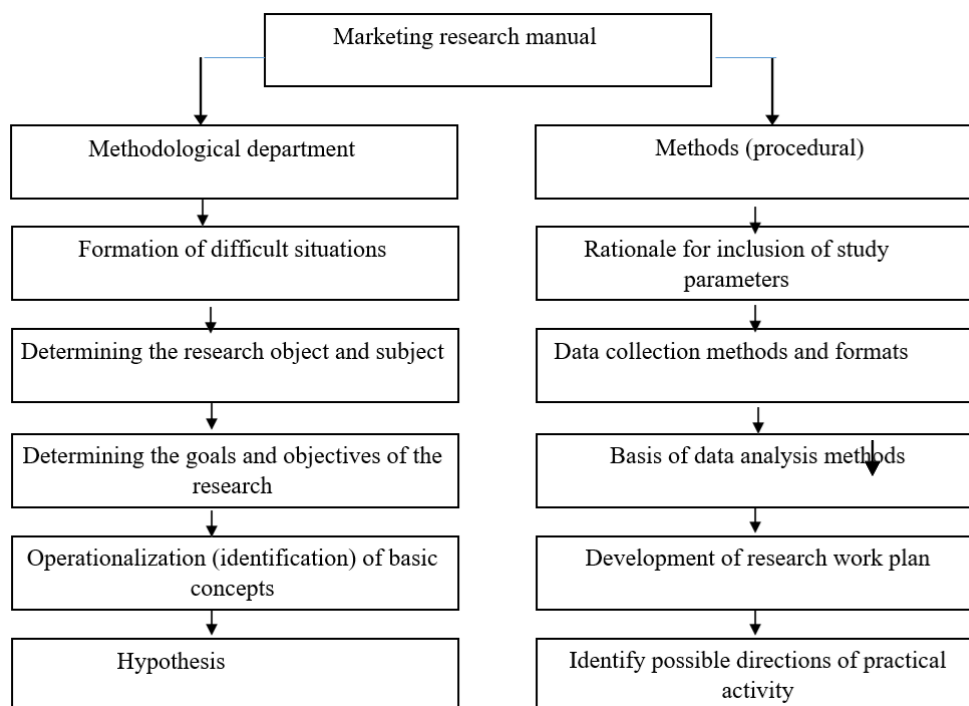 Marketing research manual
Methodological department
Formation of difficult situations
Determining the research object and subject
Determining the goals and objectives of the
research
Operationalization (identification) of basic
concepts
Hypothesis
Methods (procedural)
Rationale for inclusion of study
parameters
Data collection methods and formats
Basis of data analysis methods
Development of research work plan
Identify possible directions of practical
activity